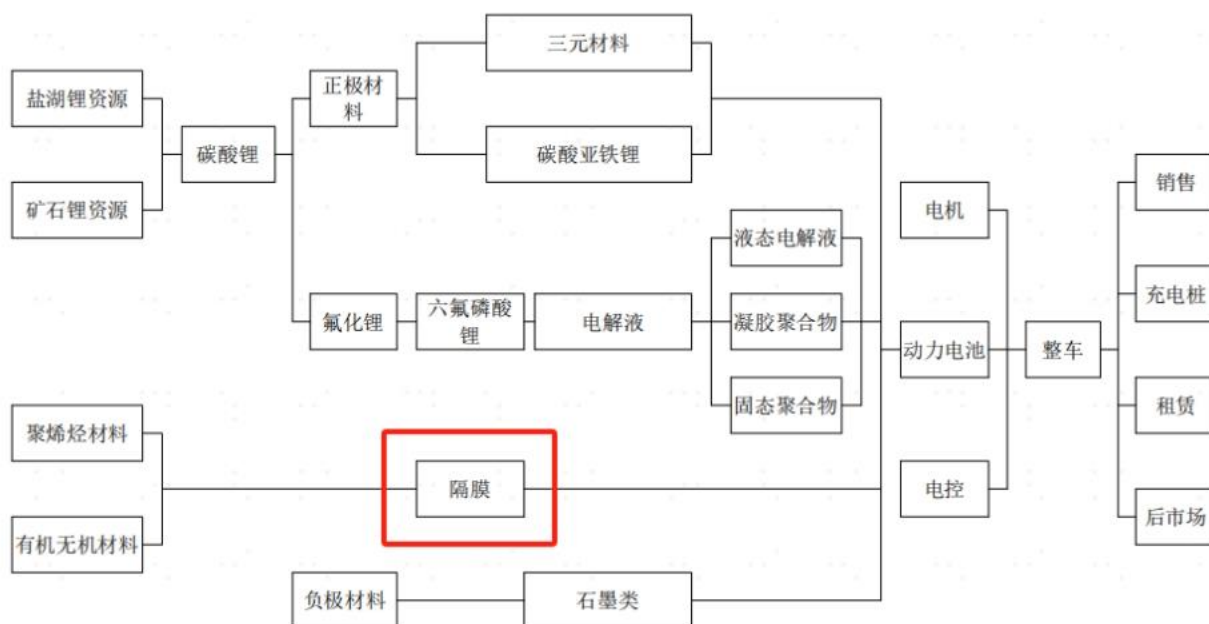 三元材料
盐湖锂资源
正极材
料
碳酸锂
碳酸亚铁锂
矿石锂资源
销售
电机
液态电解液
充电桩
氟化锂
六氟磷酸
锂
电解液
凝胶聚合物
动力电池
整车
固态聚合物
租赁
聚烯烃材料
隔膜
电控
后市场
有机无机材料
负极材料
石墨类